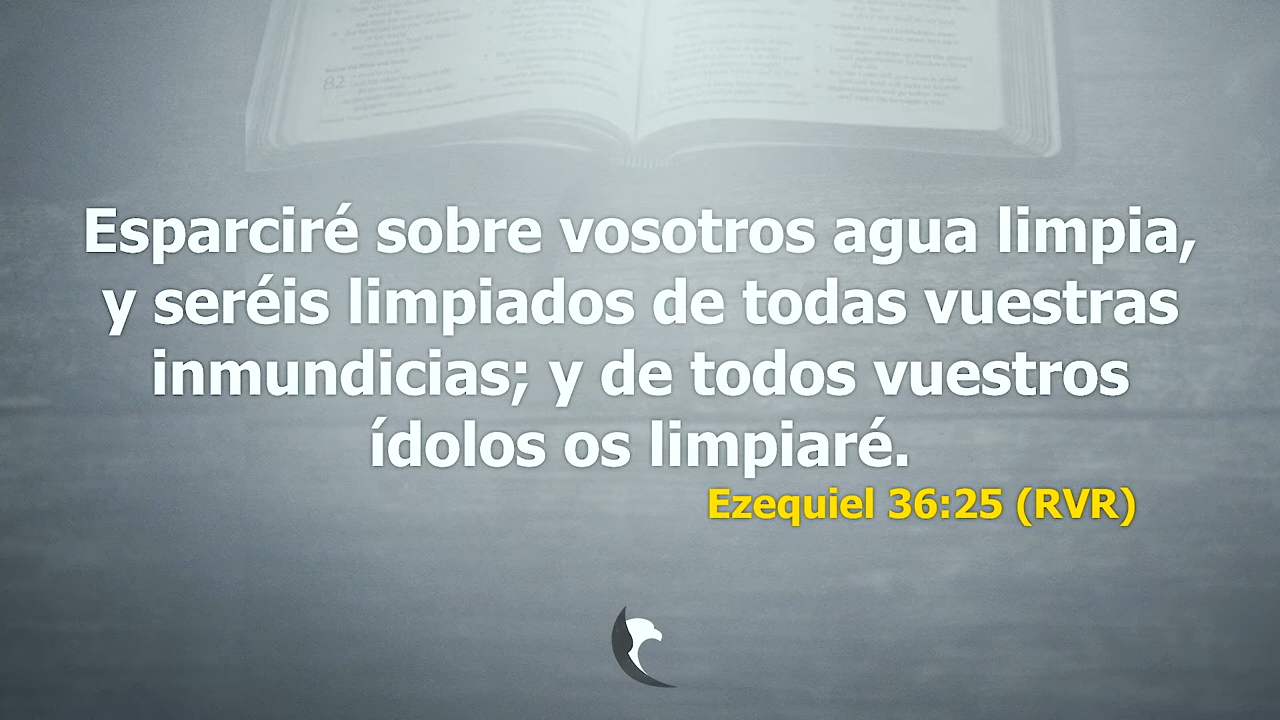 Esparciré sobre vosotros agua limpia,
y seréis limpiados de todas vuestras
inmundicias; y de todos vuestros
ídolos os limpiaré.
Ezequiel 36:25 (RVR)